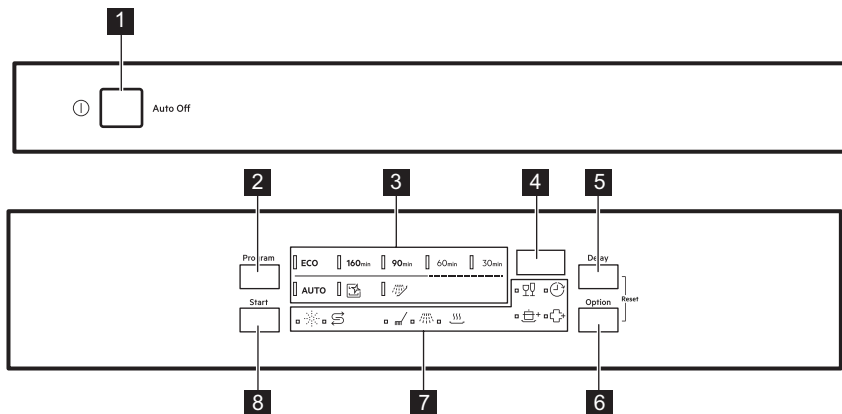 1
Auto Off
2 3 4 5
Program Delay
ECO 160min 90min 60min 30min
AUTO
Start Option Reset
8 7 6